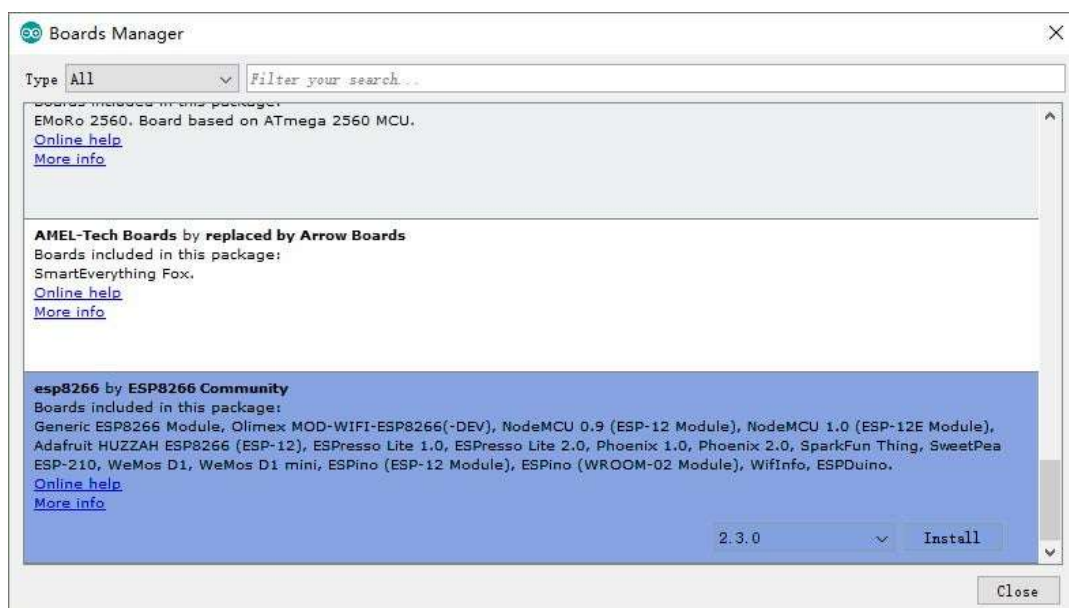 Boards Manager
Type All Filter your search...
Boards included in this package:
EMoRo 2560. Board based on ATmega 2560 MCU.
Online help
More info
AMEL-Tech Boards by replaced by Arrow Boards
Boards included in this package:
SmartEverything Fox.
Online help
More info
esp8266 by ESP8266 Community
Boards included in this package:
Generic ESP8266 Module, Olimex MOD-WIFI-ESP8266(-DEV), NodeMCU 0.9 (ESP-12 Module), NodeMCU 1.0 (ESP-12E Module),
Adafruit HUZZAH ESP8266 (ESP-12), ESPresso Lite 1.0, ESPresso Lite 2.0, Phoenix 1.0, Phoenix 2.0, SparkFun Thing, SweetPea
ESP-210, WeMos D1, WeMos D1 mini, ESPino (ESP-12 Module), ESPino (WROOM-02 Module), WifInfo, ESPDuino.
Online help
More info
2.3.0 Install
Close